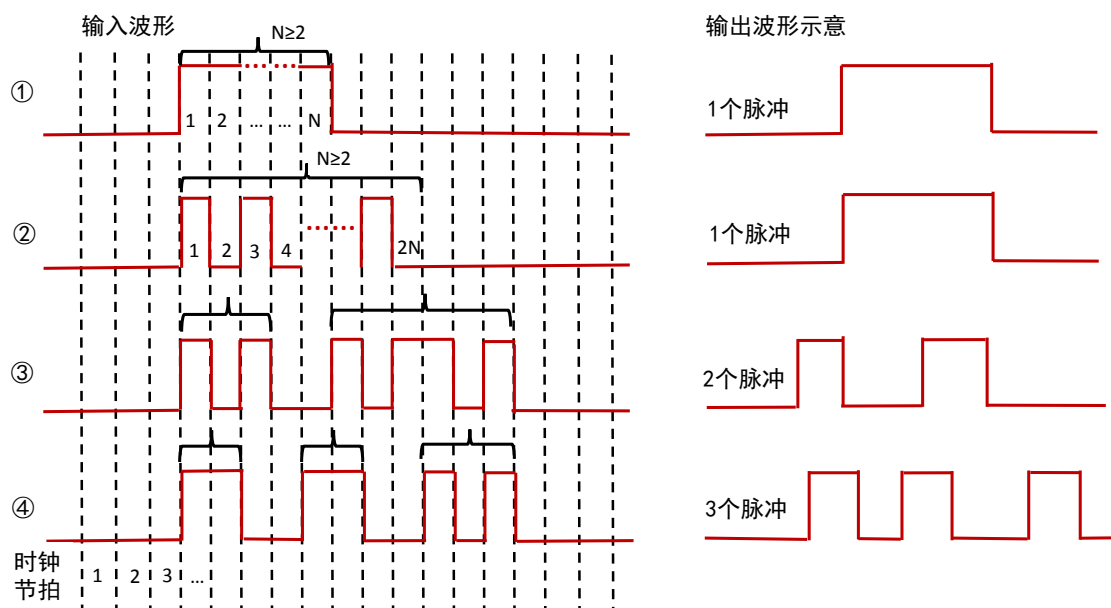 输入波形
输出波形示意
N≥2
①
1 2 … … N
1个脉冲
N≥2
②
1 2 3 4 2N
1个脉冲
③
2个脉冲
④
3个脉冲
时钟
节拍
1 2 3 …